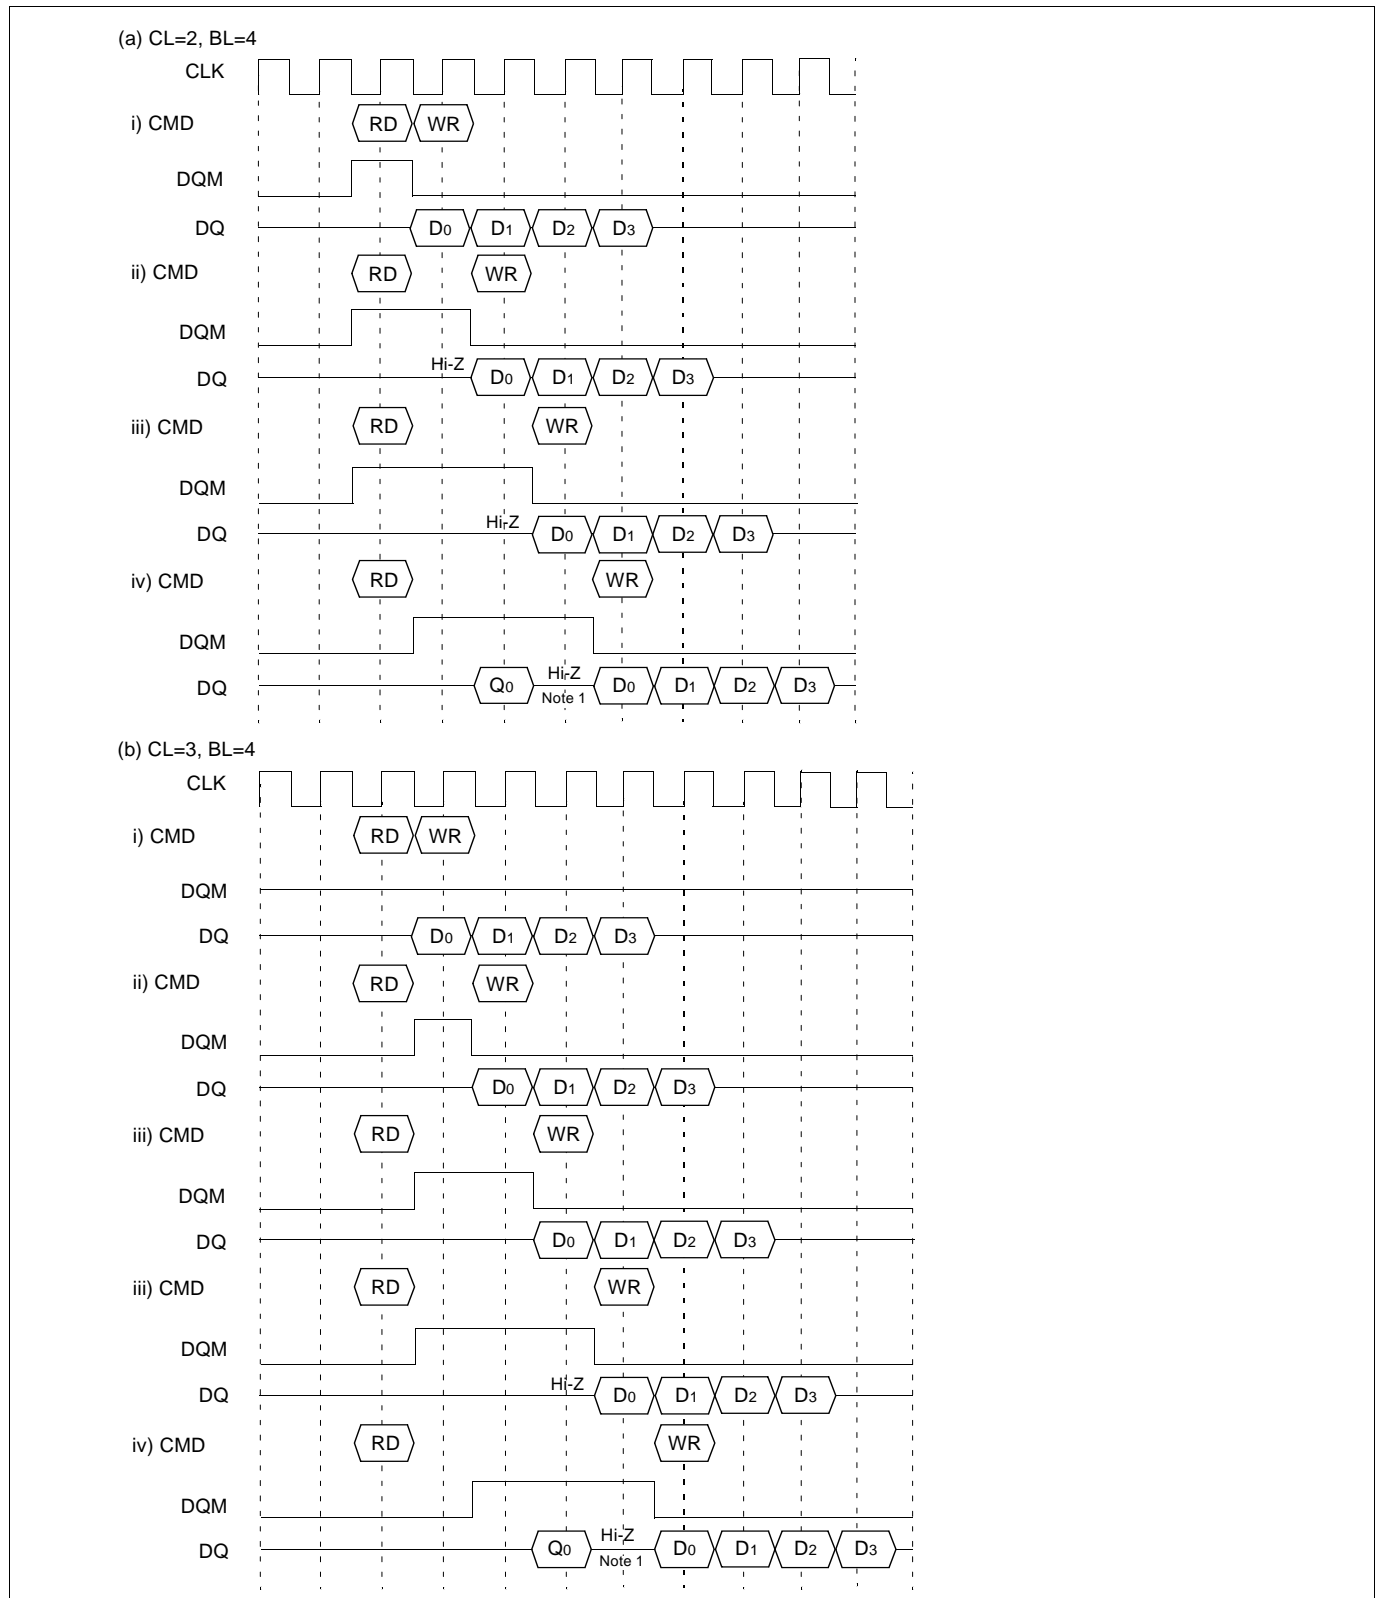 (a) CL=2, BL=4
CLK
i) CMD RD WR
DQM
DQ D0 D1 D2 D3
ii) CMD RD WR
DQM
Hi-Z
DQ D0 D1 D2 D3
iii) CMD RD WR
DQM
Hi-Z
DQ D0 D1 D2 D3
iv) CMD RD WR
DQM
Hi-Z
DQ Q0 D0 D1 D2 D3
Note 1
(b) CL=3, BL=4
CLK
i) CMD RD WR
DQM
DQ D0 D1 D2 D3
ii) CMD RD WR
DQM
DQ D0 D1 D2 D3
iii) CMD RD WR
DQM
DQ D0 D1 D2 D3
iii) CMD RD WR
DQM
Hi-Z
DQ D0 D1 D2 D3
iv) CMD RD WR
DQM
Hi-Z
DQ Q0 D0 D1 D2 D3
Note 1